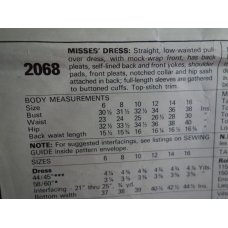 MISSES' DRESS: Straight, low-waisted pull-
over dress, with mock-wrap front, has back
pleats, self-lined back and front yokes, shoulder
pads, front pleats, notched collar and hip sash
attached in back; full-length sleeves are gathered
to buttoned cuffs. Top-stitch trim.
2068
BODY MEASUREMENTS
Size 6 8 10 12 14 16
Bust 30½ 31½ 32½ 34 36 38 Ins
Waist 23 24 25 26½ 28 30
Hip 32½ 33½ 34½ 36 38 40
Back waist length 15½ 15¾ 16 16¼ 16½ 16¾
NOTE: For suggested interfacings, see listing on SEWING
GUIDE inside pattern envelope.
SIZES 6 8 10 12 14 16
Dress
44/45"***
58/60"
Interfacing - 21" thru 25",
Bottom width